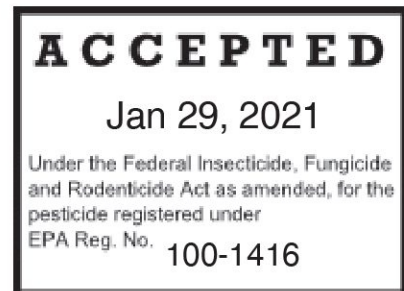 ACCEPTED
Jan 29, 2021
Under the Federal Insecticide, Fungicide
and Rodenticide Act as amended, for the
pesticide registered under
EPA Reg. No. 100-1416